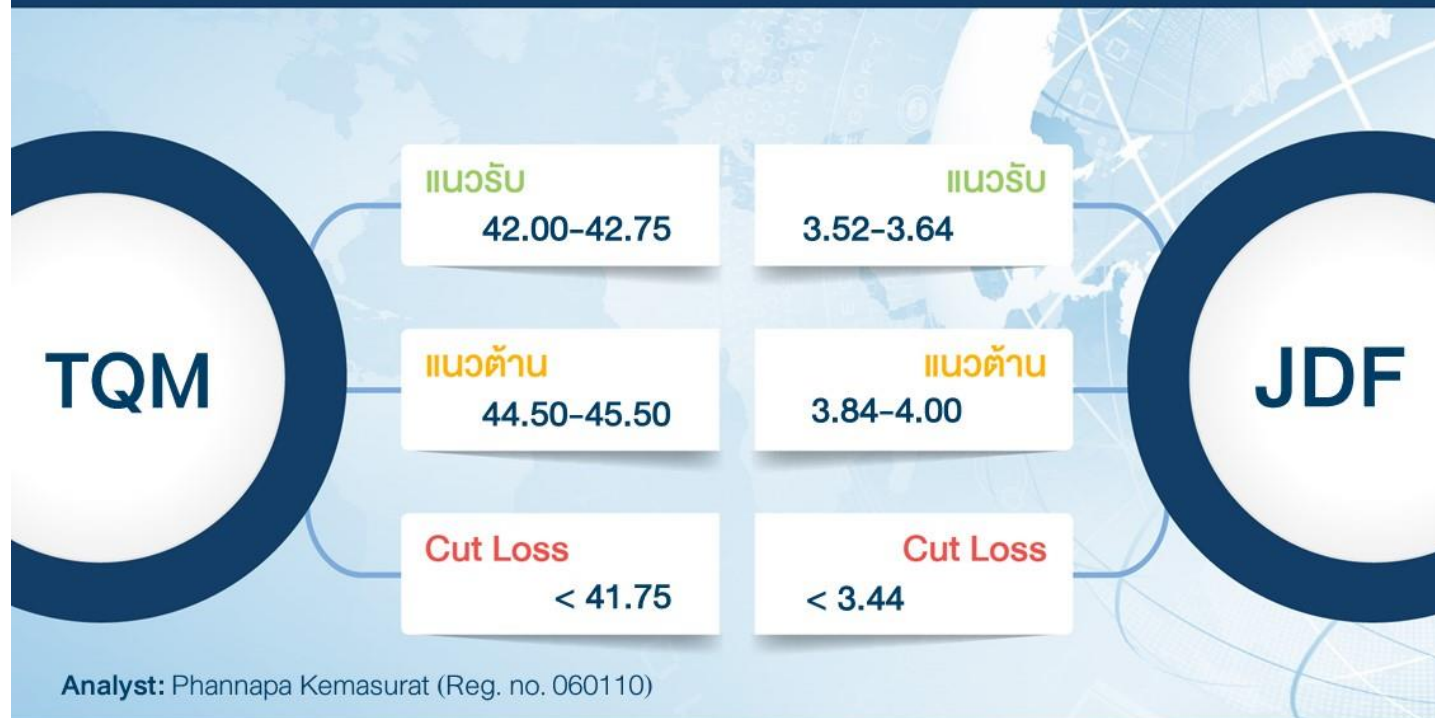 TQM
แนวรับ
42.00-42.75
แนวต้าน
44.50-45.50
Cut Loss
< 41.75
แนวรับ
3.52-3.64
แนวต้าน
3.84-4.00
Cut Loss
< 3.44
JDF
Analyst: Phannapa Kemasurat (Reg. no. 060110)